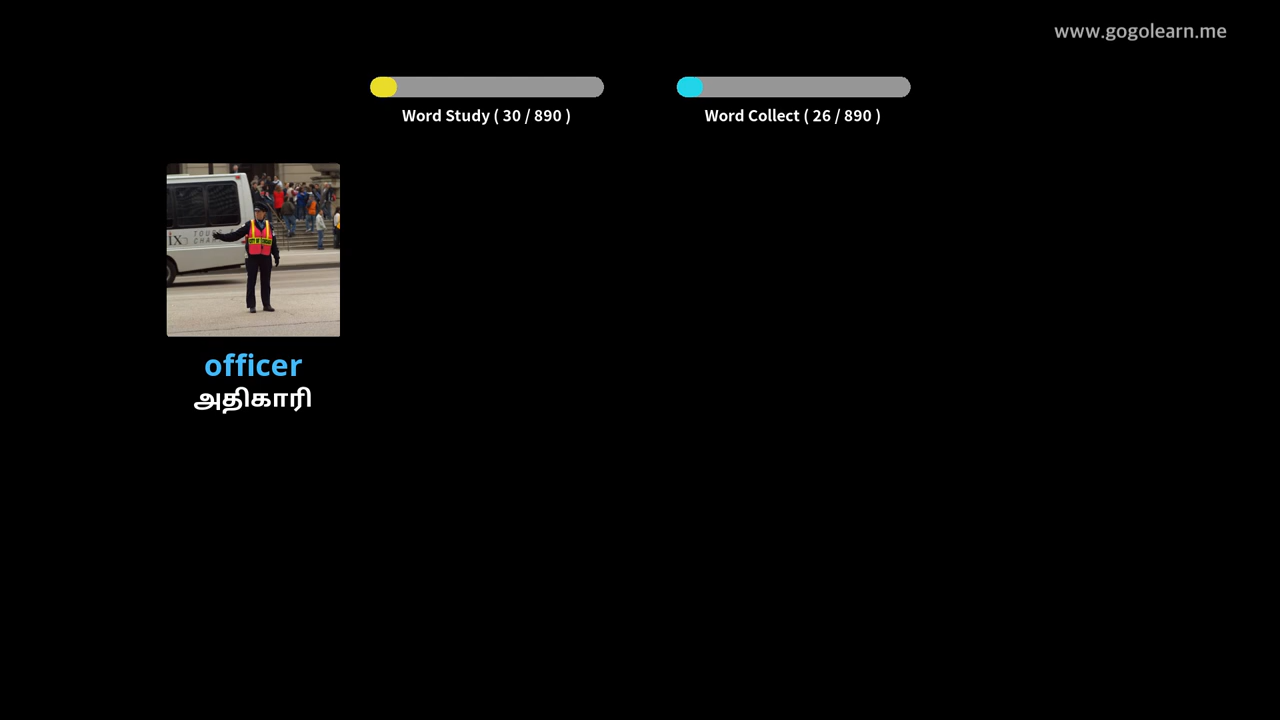 www.gogolearn.me
Word Study ( 30 / 890 )
Word Collect ( 26 / 890 )
officer
அதிகாரி